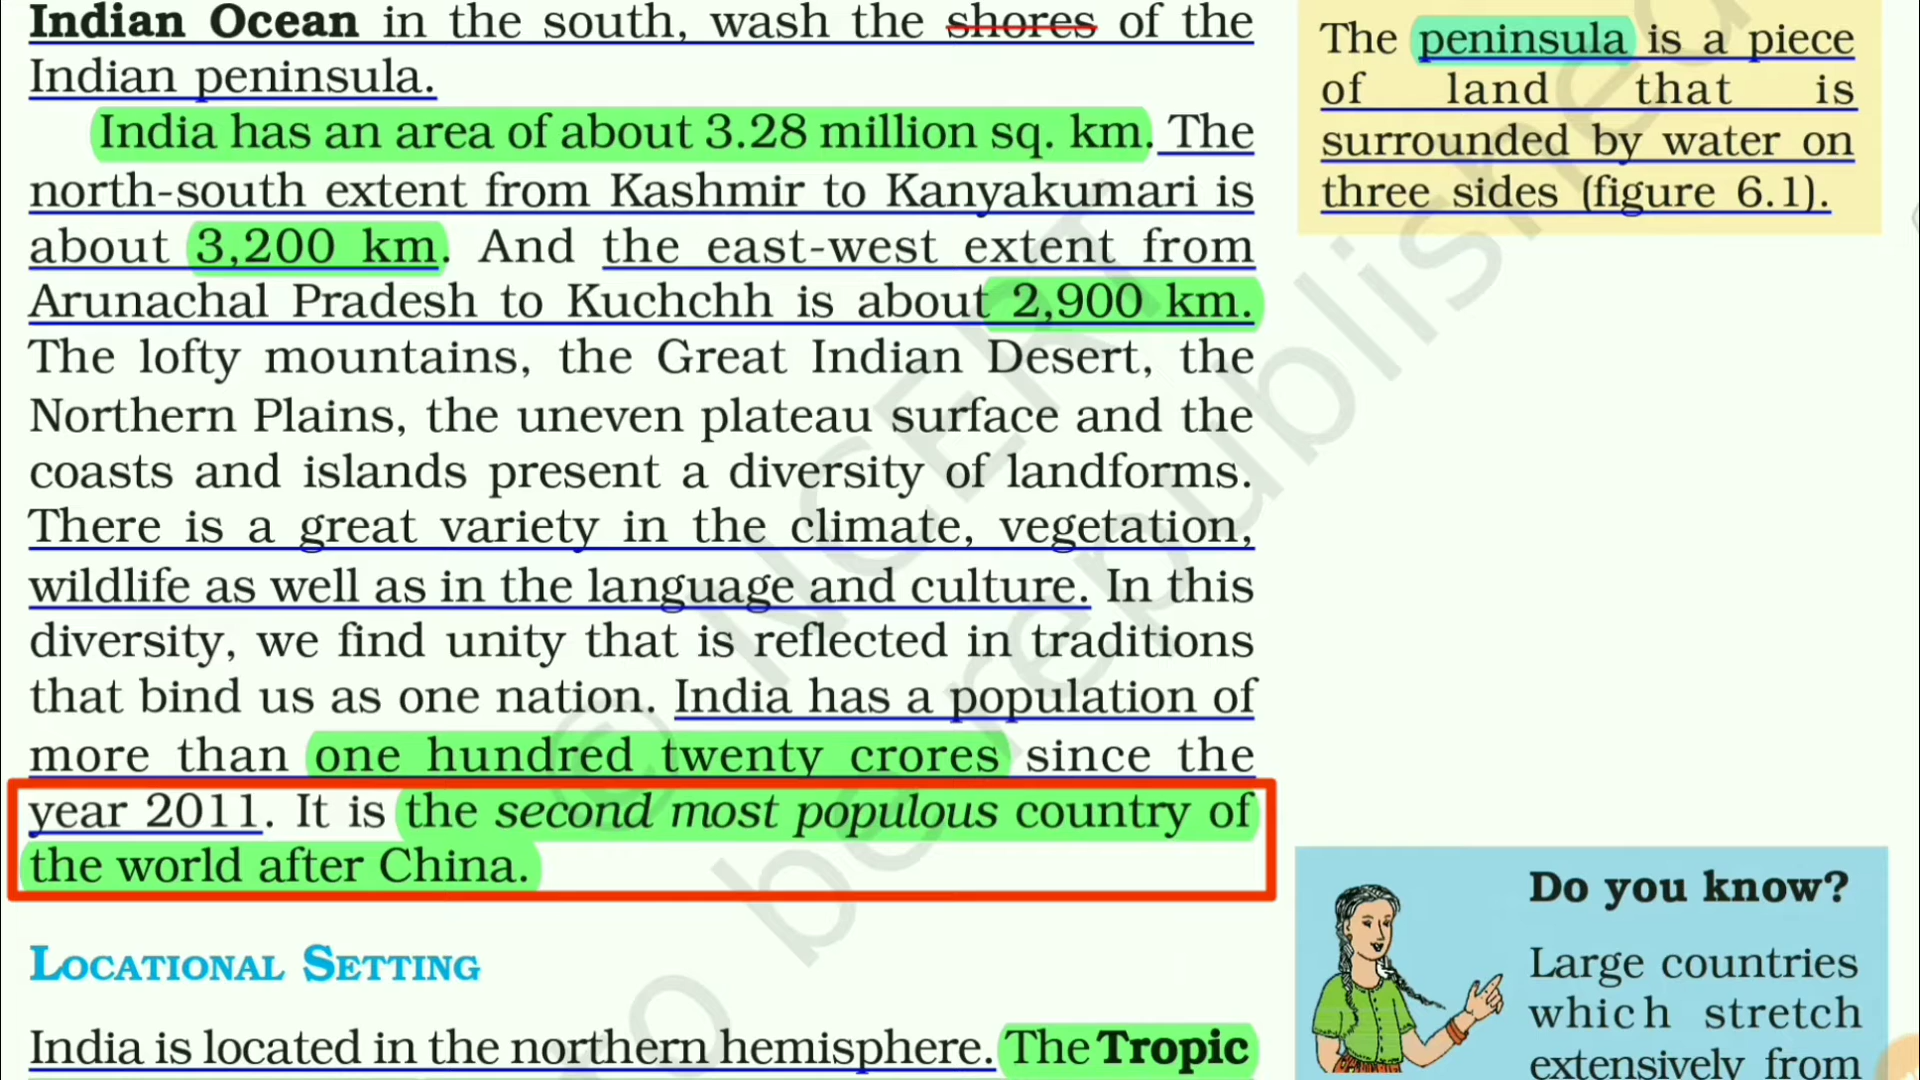 Indian Ocean in the south, wash the shores of the
Indian peninsula.
India has an area of about 3.28 million sq. km. The
north-south extent from Kashmir to Kanyakumari is
about 3,200 km. And the east-west extent from
Arunachal Pradesh to Kuchchh is about 2,900 km.
The lofty mountains, the Great Indian Desert, the
Northern Plains, the uneven plateau surface and the
coasts and islands present a diversity of landforms.
There is a great variety in the climate, vegetation,
wildlife as well as in the language and culture. In this
diversity, we find unity that is reflected in traditions
that bind us as one nation. India has a population of
more than one hundred twenty crores since the
year 2011. It is the second most populous country of
the world after China.
LOCATIONAL SETTING
India is located in the northern hemisphere. The Tropic
The peninsula is a piece
of land that is
surrounded by water on
three sides (figure 6.1).
Do you know?
Large countries
which stretch
extensively from
© NCERT
to be republished